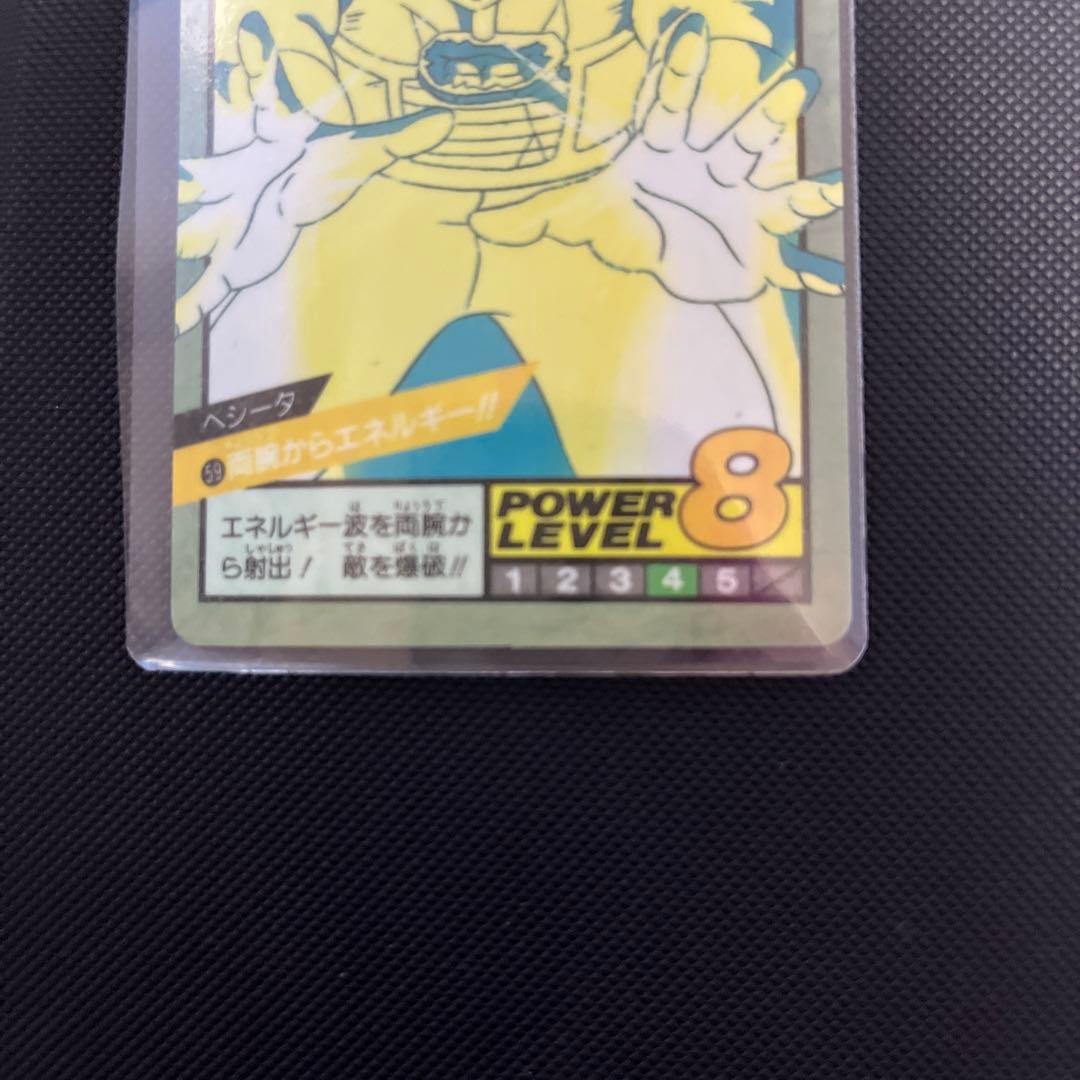 ベジータ
59 両腕からエネルギー!!
エネルギー波を両腕か
ら射出! 敵を爆破!!
POWER
LEVEL 8
1 2 3 4 5